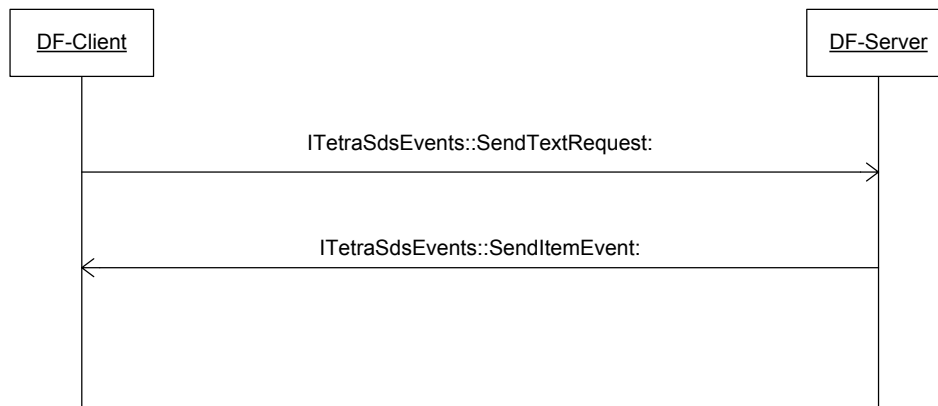 DF-Client
DF-Server
ITetraSdsEvents::SendTextRequest:
ITetraSdsEvents::SendItemEvent: